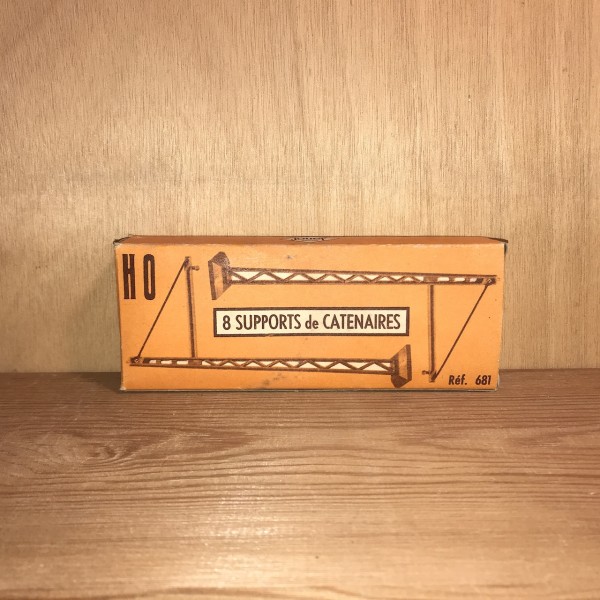 HO
8 SUPPORTS de CATENAIRES
Réf. 681